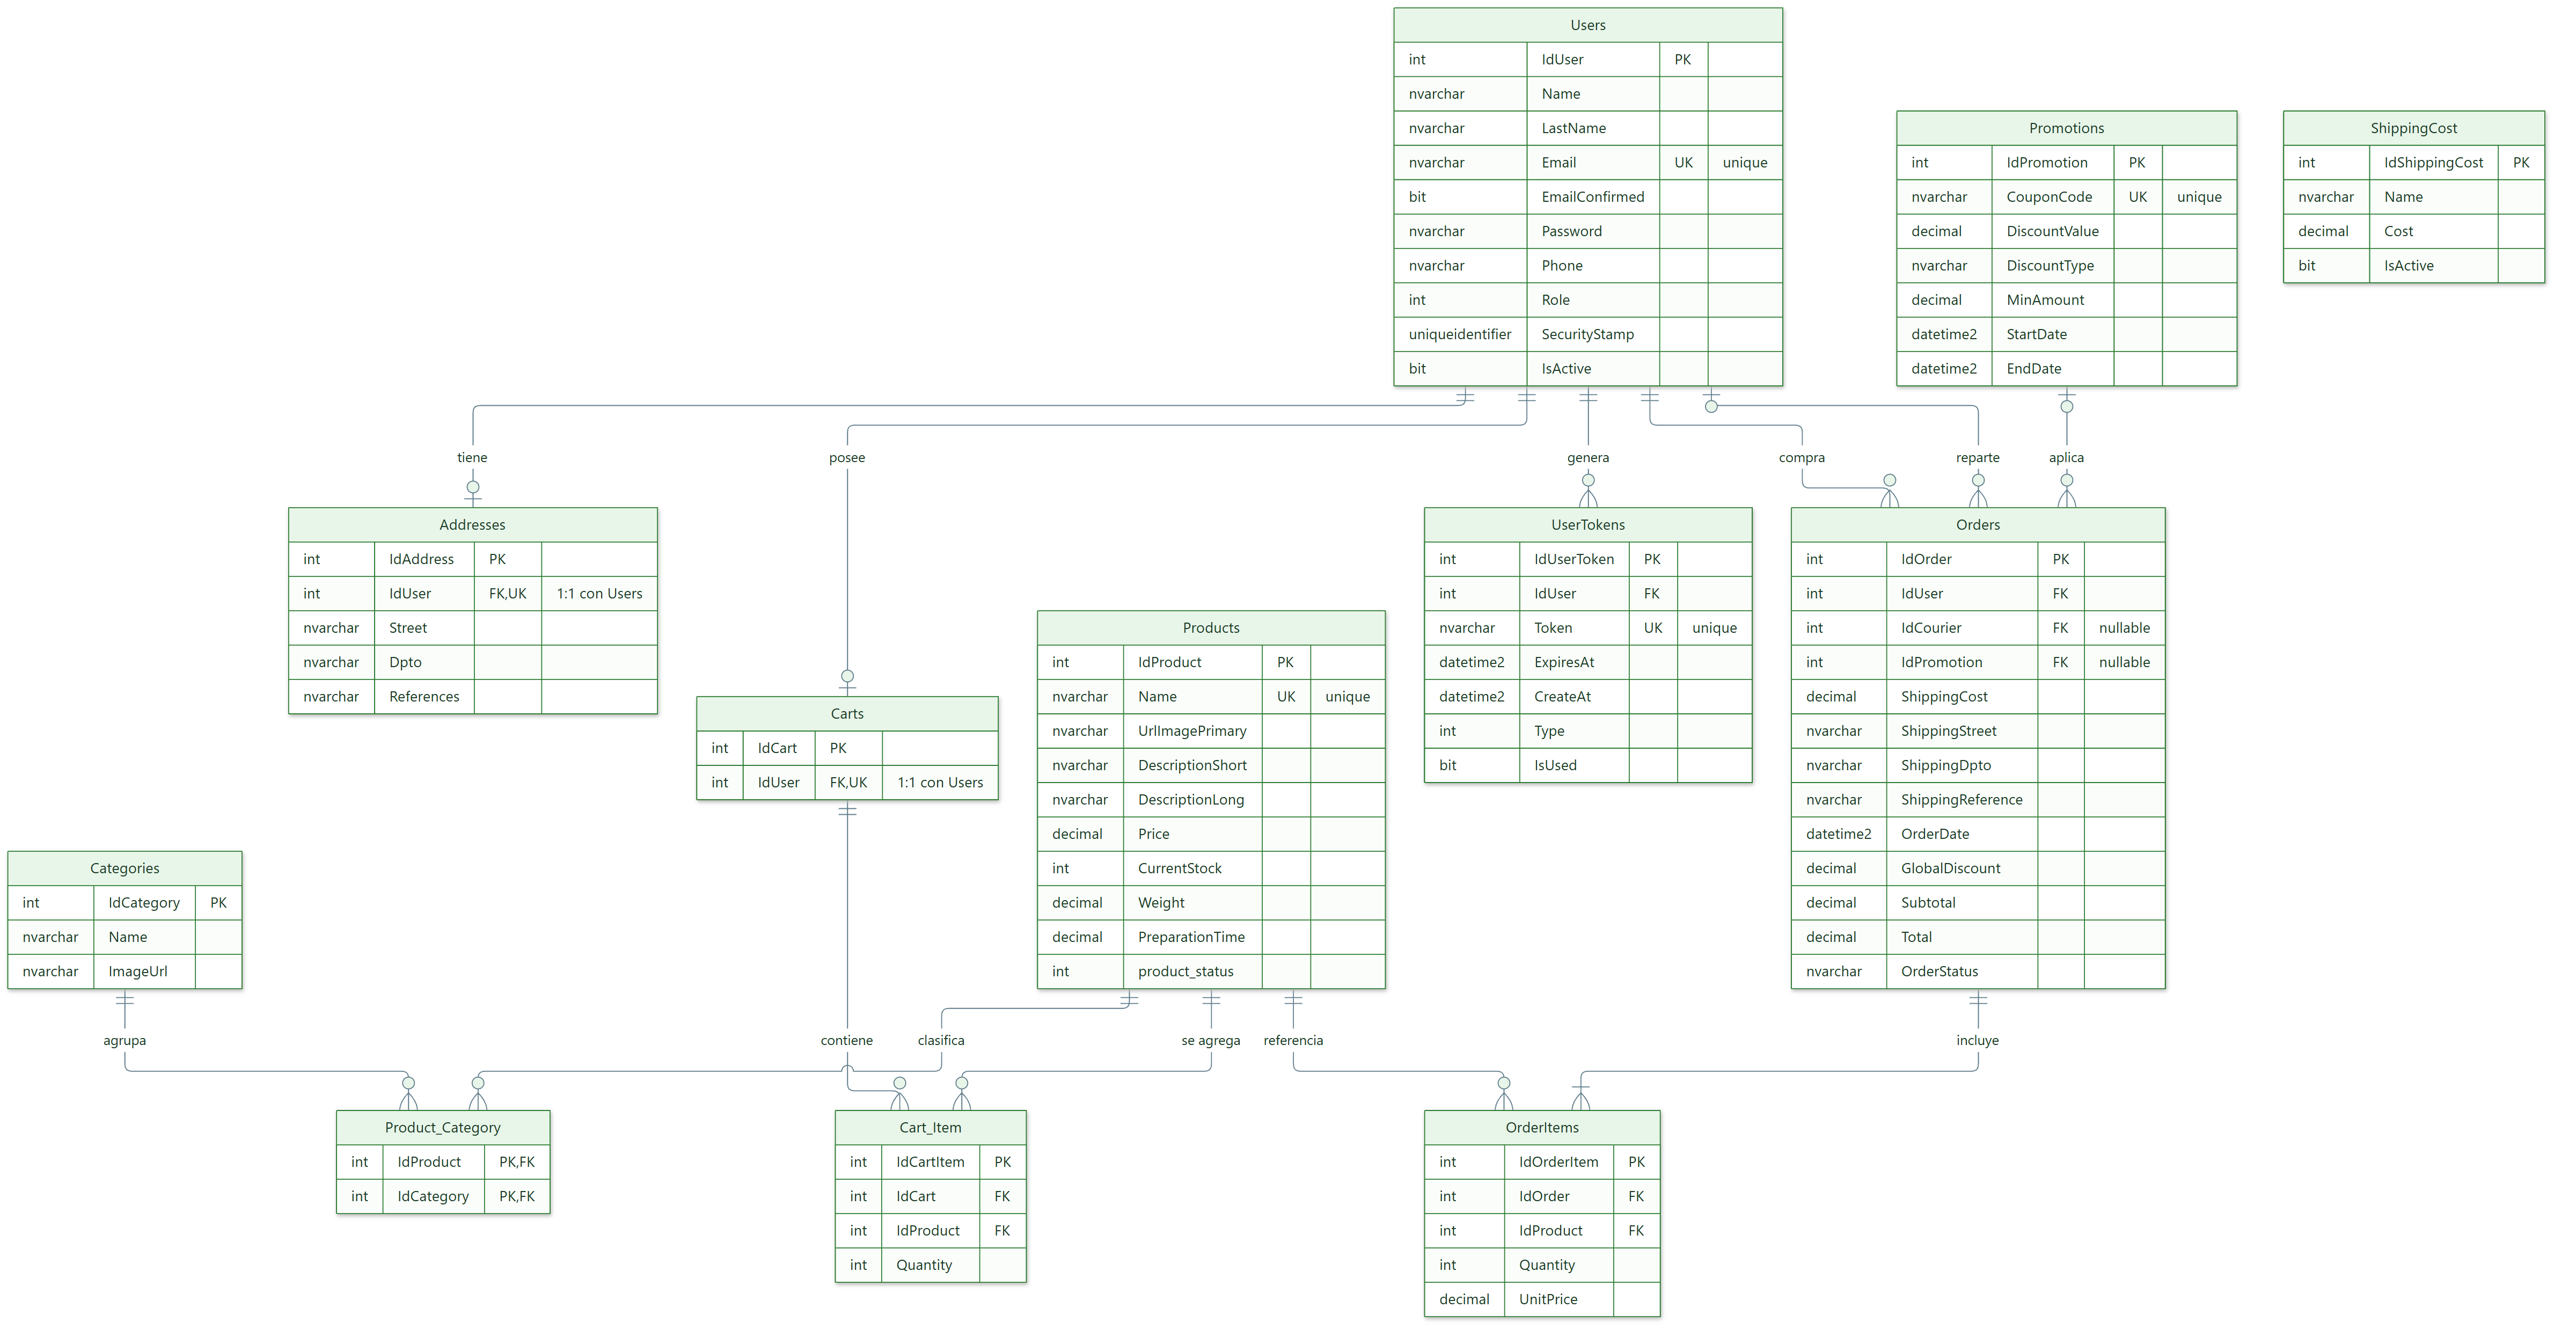 Users
int IdUser PK
nvarchar Name
nvarchar LastName
nvarchar Email UK unique
bit EmailConfirmed
nvarchar Password
nvarchar Phone
int Role
uniqueidentifier SecurityStamp
bit IsActive
Promotions
int IdPromotion PK
nvarchar CouponCode UK unique
decimal DiscountValue
nvarchar DiscountType
decimal MinAmount
datetime2 StartDate
datetime2 EndDate
ShippingCost
int IdShippingCost PK
nvarchar Name
decimal Cost
bit IsActive
tiene
posee
genera
compra
reparte
aplica
Addresses
int IdAddress PK
int IdUser FK,UK 1:1 con Users
nvarchar Street
nvarchar Dpto
nvarchar References
Carts
int IdCart PK
int IdUser FK,UK 1:1 con Users
Products
int IdProduct PK
nvarchar Name UK unique
nvarchar UrlImagePrimary
nvarchar DescriptionShort
nvarchar DescriptionLong
decimal Price
int CurrentStock
decimal Weight
decimal PreparationTime
int product_status
UserTokens
int IdUserToken PK
int IdUser FK
nvarchar Token UK unique
datetime2 ExpiresAt
datetime2 CreateAt
int Type
bit IsUsed
Orders
int IdOrder PK
int IdUser FK
int IdCourier FK nullable
int IdPromotion FK nullable
decimal ShippingCost
nvarchar ShippingStreet
nvarchar ShippingDpto
nvarchar ShippingReference
datetime2 OrderDate
decimal GlobalDiscount
decimal Subtotal
decimal Total
nvarchar OrderStatus
Categories
int IdCategory PK
nvarchar Name
nvarchar ImageUrl
agrupa
contiene
clasifica
se agrega
referencia
incluye
Product_Category
int IdProduct PK,FK
int IdCategory PK,FK
Cart_Item
int IdCartItem PK
int IdCart FK
int IdProduct FK
int Quantity
OrderItems
int IdOrderItem PK
int IdOrder FK
int IdProduct FK
int Quantity
decimal UnitPrice